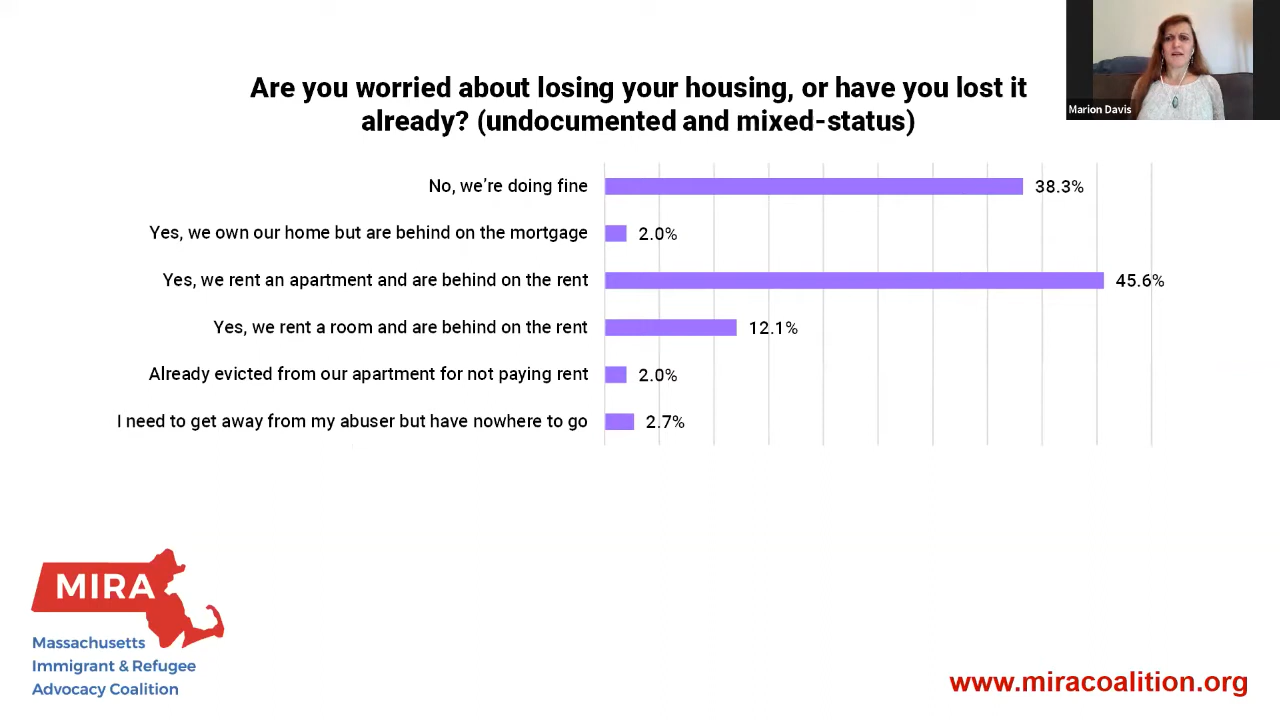 Marion Davis
Are you worried about losing your housing, or have you lost it
already? (undocumented and mixed-status)
No, we’re doing fine
38.3%
Yes, we own our home but are behind on the mortgage
2.0%
Yes, we rent an apartment and are behind on the rent
45.6%
Yes, we rent a room and are behind on the rent
12.1%
Already evicted from our apartment for not paying rent
2.0%
I need to get away from my abuser but have nowhere to go
2.7%
MIRA
Massachusetts
Immigrant & Refugee
Advocacy Coalition
www.miracoalition.org